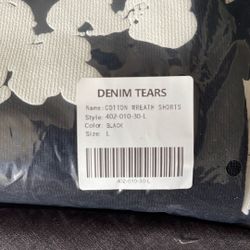 DENIM TEARS
Name: COTTON WREATH SHORTS
Style: 402-010-30-L
Color: BLACK
Size: L
402-010-30-L